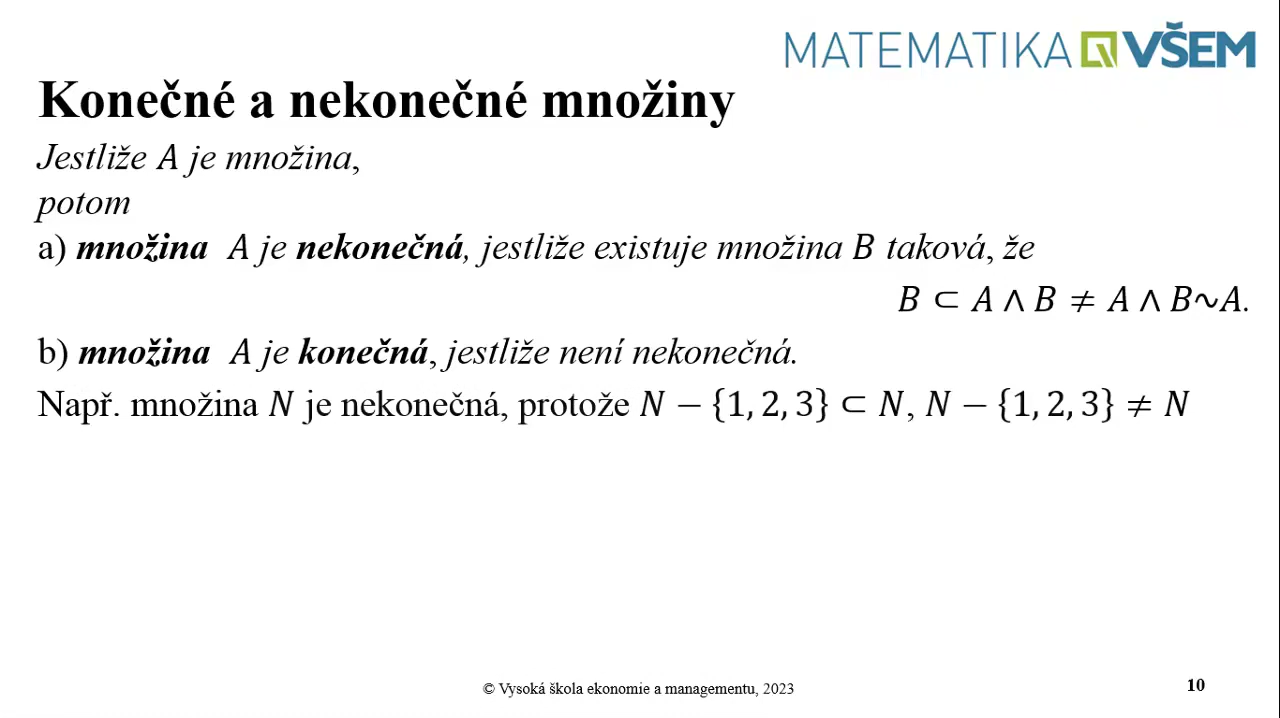 MATEMATIKA VŠEM
Konečné a nekonečné množiny
Jestliže A je množina,
potom
a) množina A je nekonečná, jestliže existuje množina B taková, že
B ⊂ A ∧ B ≠ A ∧ B∼A.
b) množina A je konečná, jestliže není nekonečná.
Např. množina N je nekonečná, protože N − {1, 2, 3} ⊂ N, N − {1, 2, 3} ≠ N
© Vysoká škola ekonomie a managementu, 2023
10